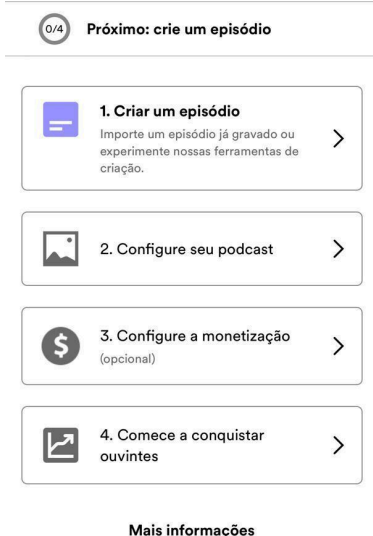 0/4 Próximo: crie um episódio
1. Criar um episódio
Importe um episódio já gravado ou
experimente nossas ferramentas de
criação.
2. Configure seu podcast
3. Configure a monetização
(opcional)
4. Comece a conquistar
ouvintes
Mais informações